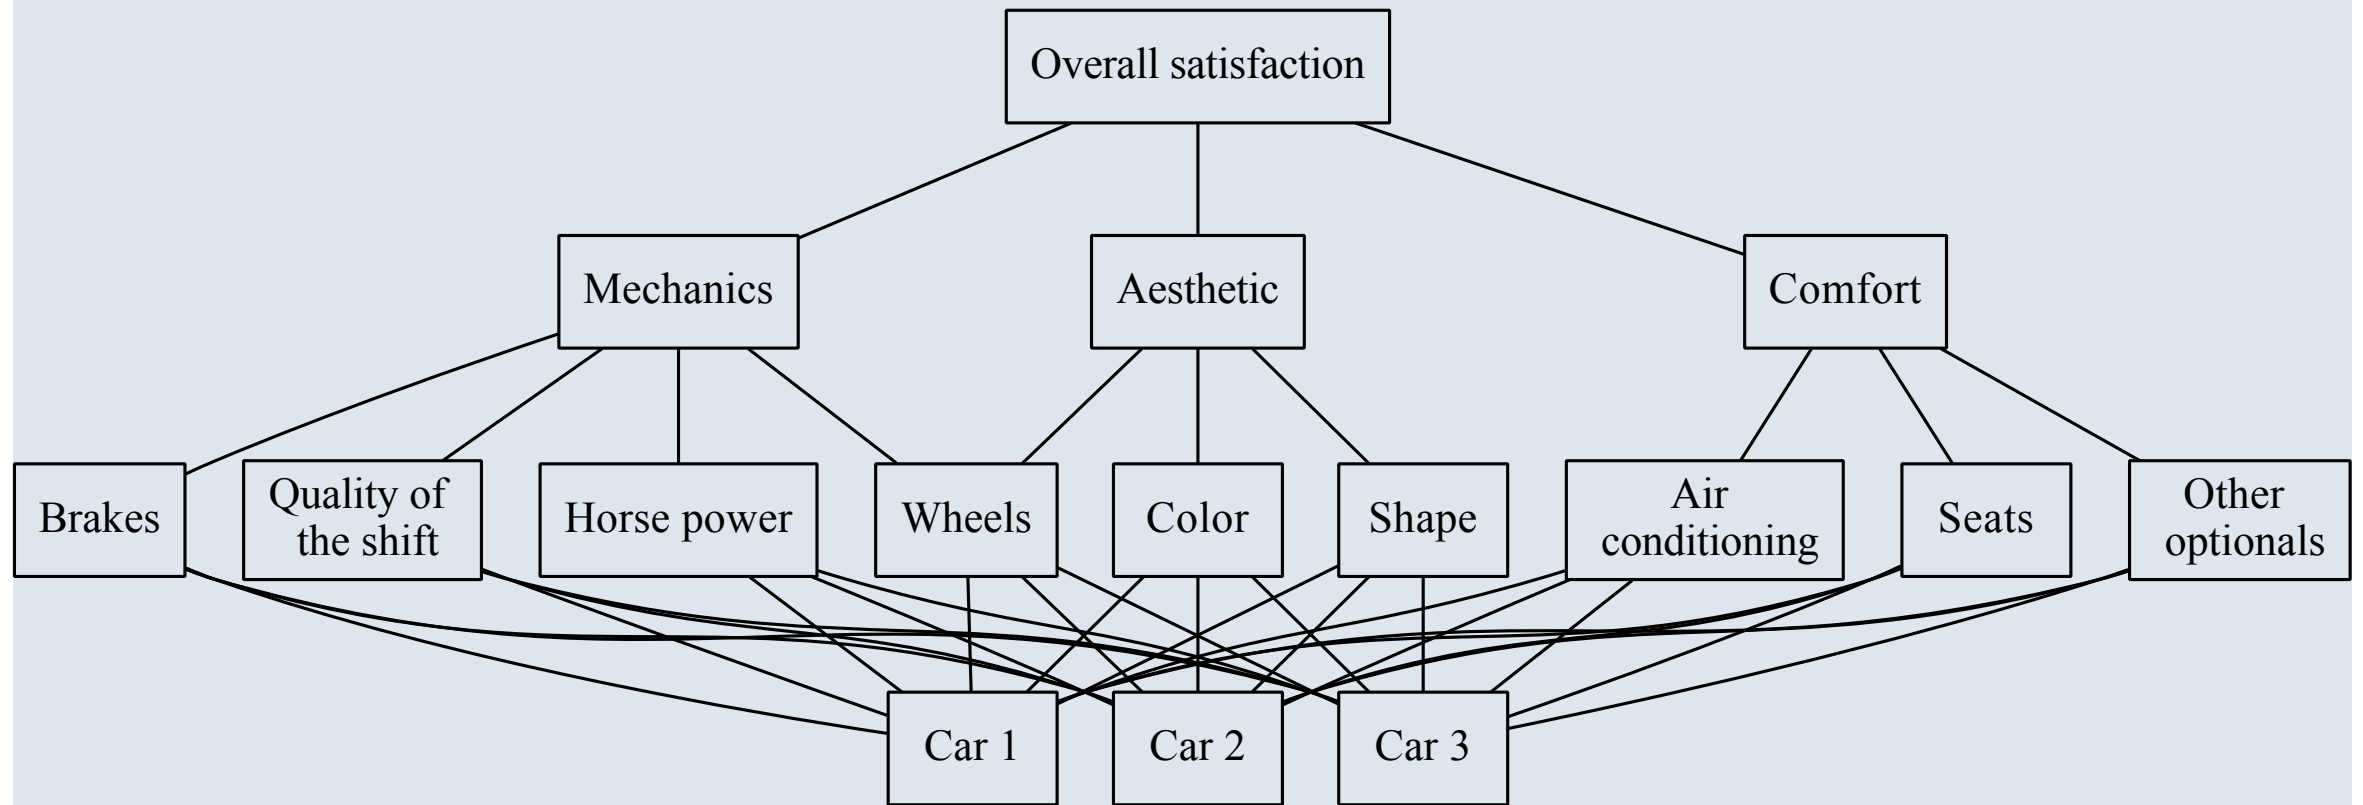 Overall satisfaction
Mechanics
Aesthetic
Comfort
Brakes
Quality of
the shift
Horse power
Wheels
Color
Shape
Air
conditioning
Seats
Other
optionals
Car 1
Car 2
Car 3